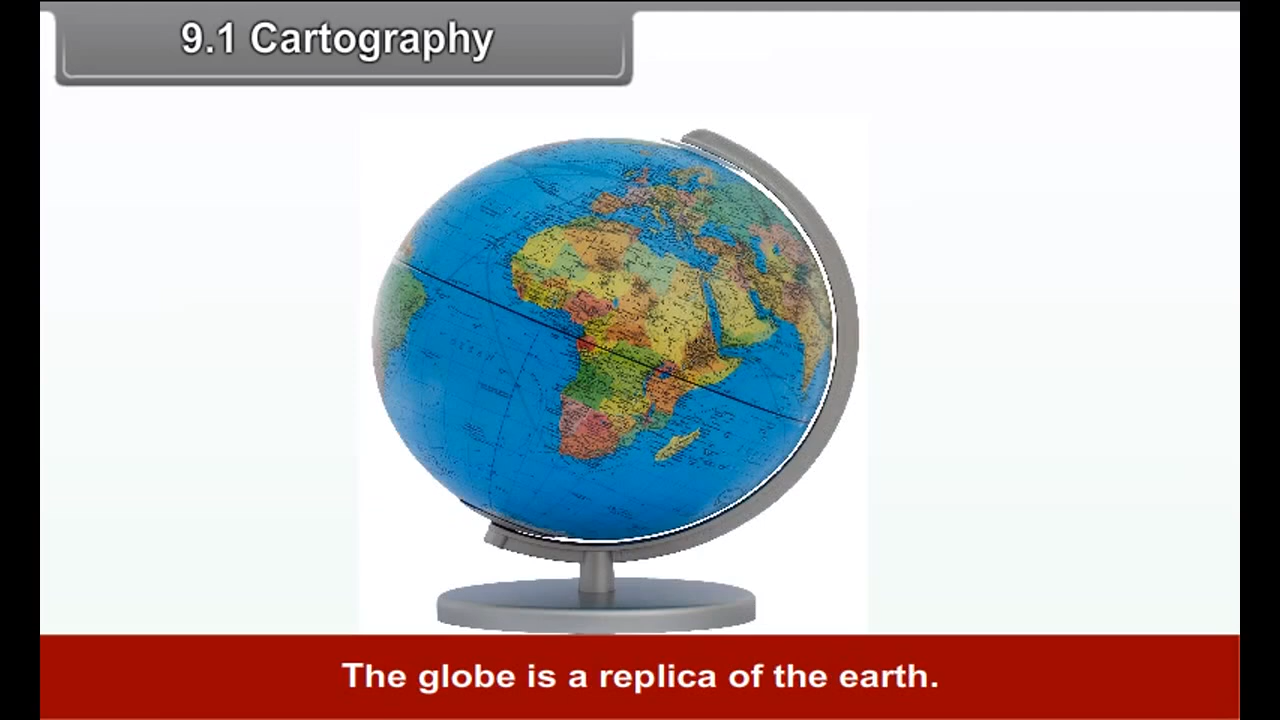 9.1 Cartography
The globe is a replica of the earth.